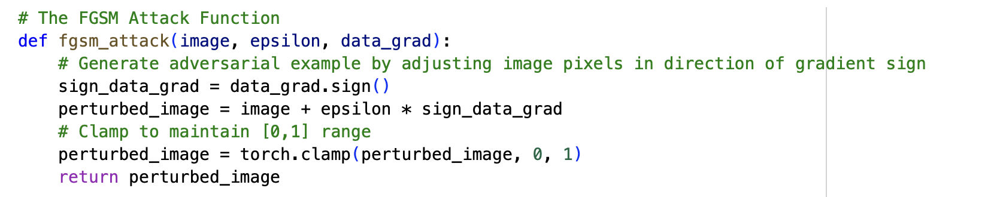 # The FGSM Attack Function
def fgsm_attack(image, epsilon, data_grad):
    # Generate adversarial example by adjusting image pixels in direction of gradient sign
    sign_data_grad = data_grad.sign()
    perturbed_image = image + epsilon * sign_data_grad
    # Clamp to maintain [0,1] range
    perturbed_image = torch.clamp(perturbed_image, 0, 1)
    return perturbed_image